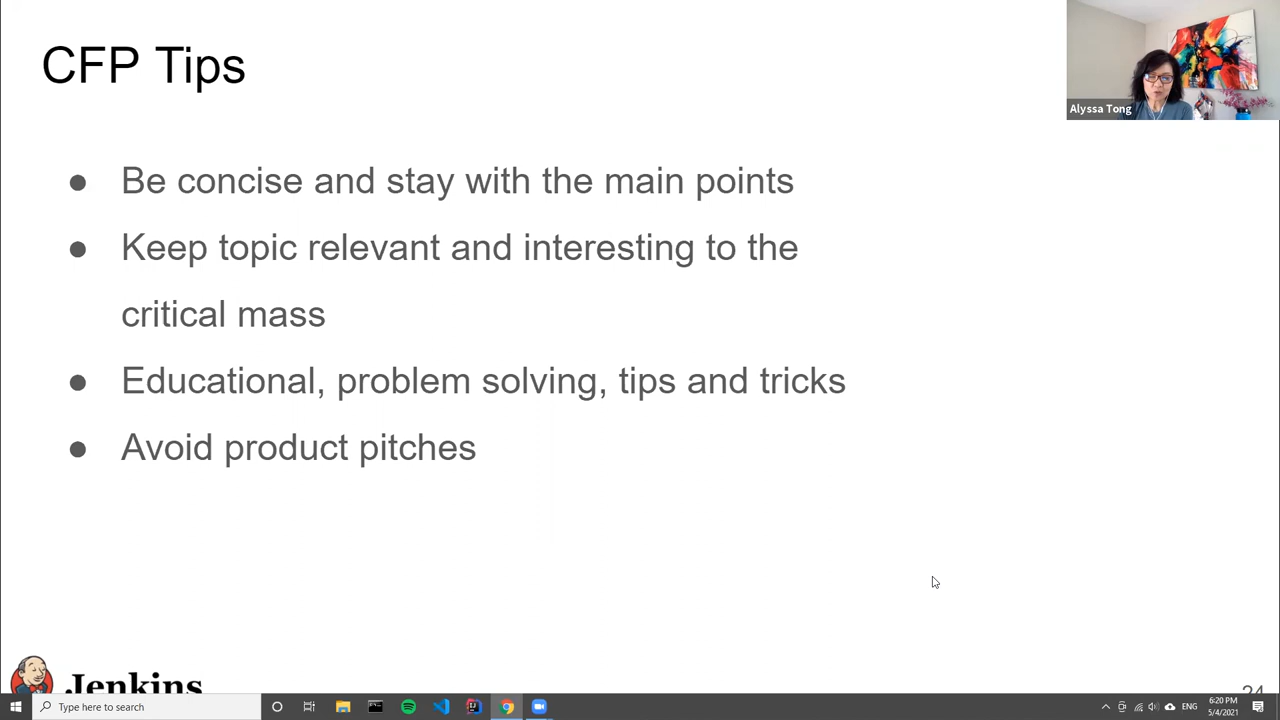 CFP Tips
Alyssa Tong
● Be concise and stay with the main points
● Keep topic relevant and interesting to the
critical mass
● Educational, problem solving, tips and tricks
● Avoid product pitches
Jenkins
24
Type here to search
ENG
6:20 PM
5/4/2021